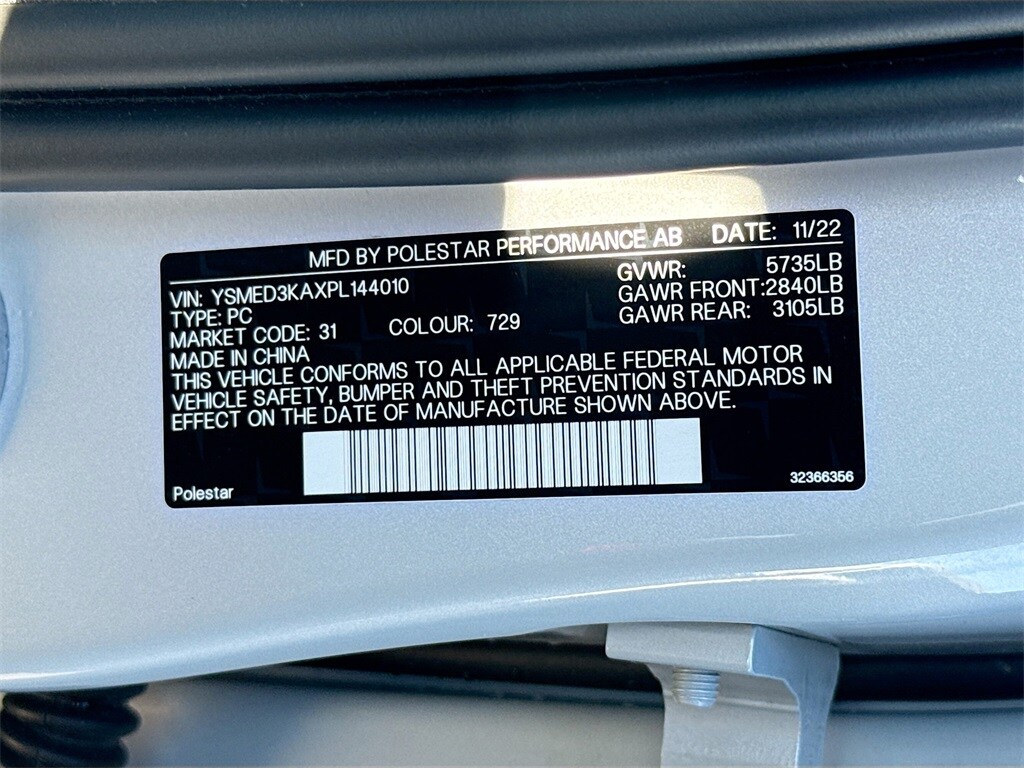 MFD BY POLESTAR PERFORMANCE AB DATE: 11/22
VIN: YSMED3KAXPL144010 GVWR: 5735LB
TYPE: PC GAWR FRONT:2840LB
MARKET CODE: 31 COLOUR: 729 GAWR REAR: 3105LB
MADE IN CHINA
THIS VEHICLE CONFORMS TO ALL APPLICABLE FEDERAL MOTOR
VEHICLE SAFETY, BUMPER AND THEFT PREVENTION STANDARDS IN
EFFECT ON THE DATE OF MANUFACTURE SHOWN ABOVE.
Polestar 32366356